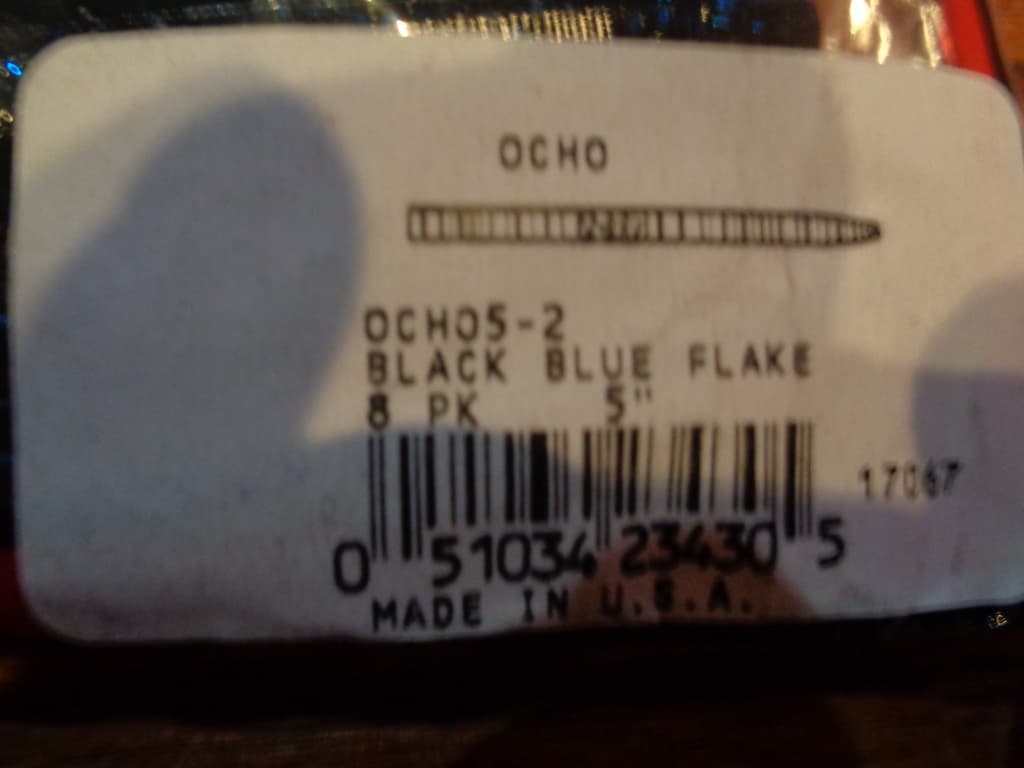 OCHO
OCHO5-2
BLACK BLUE FLAKE
8 PK 5"
17067
0 51034 23430 5
MADE IN U.S.A.